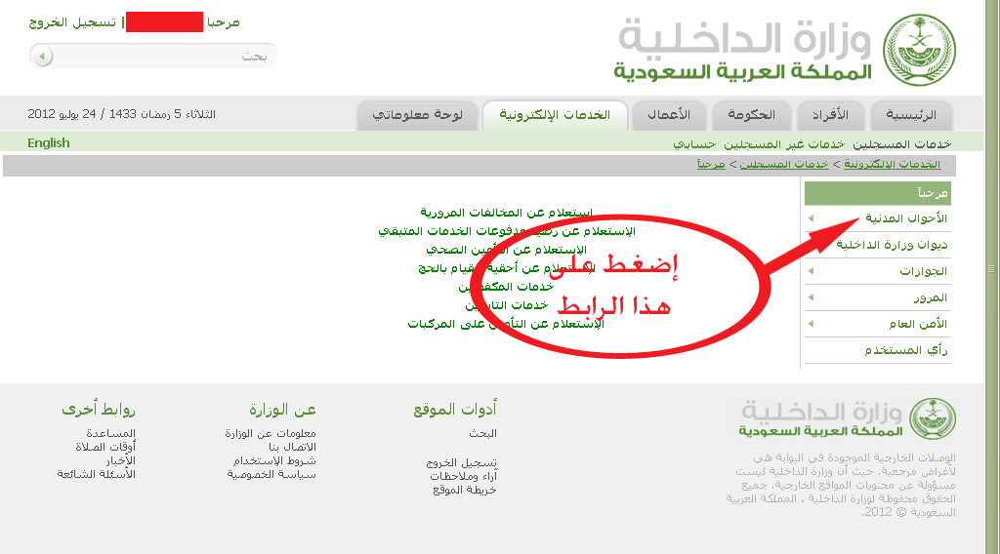 مرحبا
| تسجيل الخروج
بحث
وزارة الداخلية
المملكة العربية السعودية
الرئيسية
الأفراد
الحكومة
الأعمال
الخدمات الإلكترونية
لوحة معلوماتي
الثلاثاء 5 رمضان 1433 / 24 يوليو 2012
خدمات المسجلين خدمات غير المسجلين حسابي
English
الخدمات الإلكترونية > خدمات المسجلين > مرحباً
مرحباً
الأحوال المدنية
ديوان وزارة الداخلية
الجوازات
المرور
الأمن العام
رأي المستخدم
إستعلام عن المخالفات المرورية
الإستعلام عن مدفوعات الخدمات المتبقي
الإستعلام عن التأمين الصحي
الإستعلام عن أحقية القيام بالحج
خدمات
خدمات
الإستعلام عن التأمين على المركبات
إضغط على
هذا الرابط
وزارة الداخلية
المملكة العربية السعودية
الوصلات الخارجية الموجودة في البوابة هي
لأغراض مرجعية. حيث أن وزارة الداخلية ليست
مسؤولة عن محتويات المواقع الخارجية. جميع
الحقوق محفوظة لوزارة الداخلية ، المملكة العربية
السعودية © 2012.
أدوات الموقع
البحث
تسجيل الخروج
آراء وملاحظات
خريطة الموقع
عن الوزارة
معلومات عن الوزارة
الاتصال بنا
شروط الإستخدام
سياسة الخصوصية
روابط أخرى
المساعدة
أوقات الصلاة
الأخبار
الأسئلة الشائعة